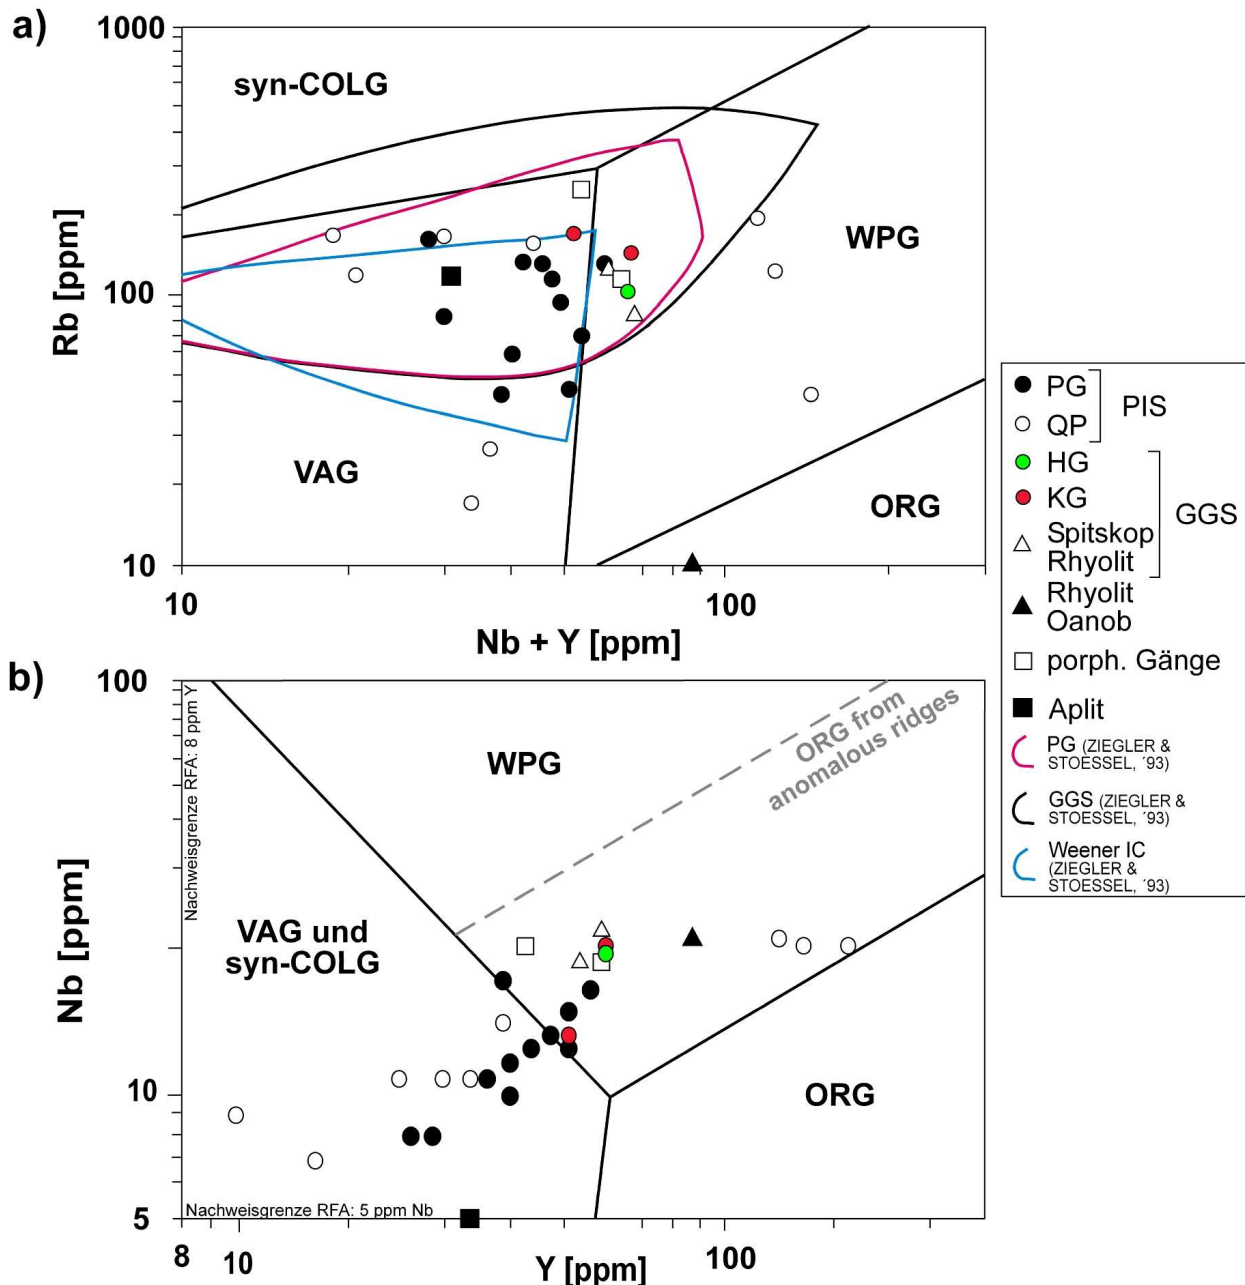 a)
1000
syn-COLG
Rb [ppm]
WPG
100
VAG
ORG
10
10
100
Nb + Y [ppm]
PG
QP
PIS
HG
KG
Spitskop
Rhyolit
GGS
Rhyolit
Oanob
porph. Gänge
Aplit
PG (ZIEGLER &
STOESSEL, ´93)
GGS (ZIEGLER &
STOESSEL, ´93)
Weener IC
(ZIEGLER &
STOESSEL, ´93)
b)
100
Nachweisgrenze RFA: 8 ppm Y
WPG
ORG from
anomalous ridges
Nb [ppm]
VAG und
syn-COLG
10
ORG
Nachweisgrenze RFA: 5 ppm Nb
5
8
10
100
Y [ppm]